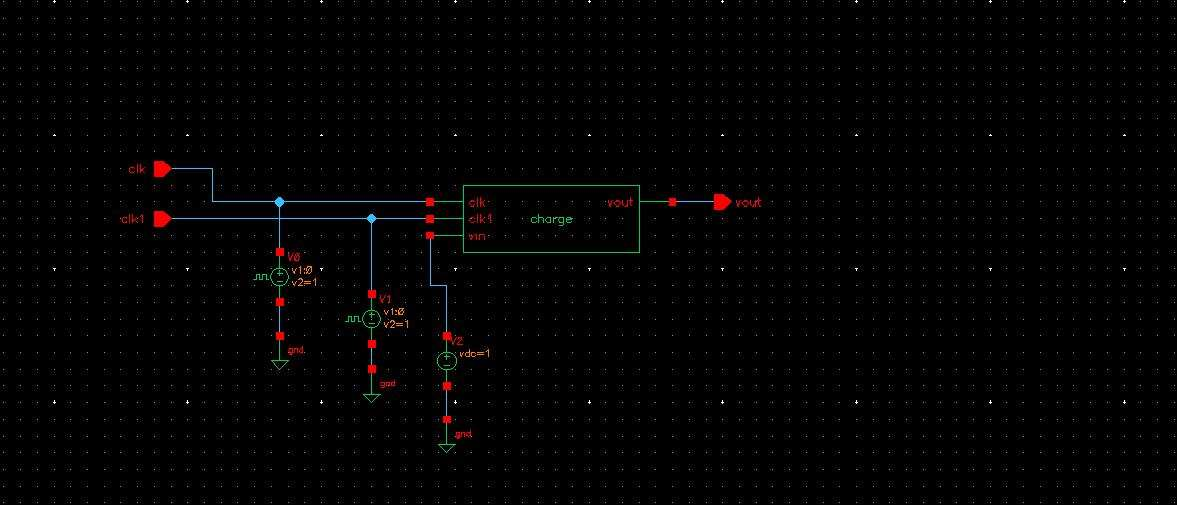 clk
clk1
clk
vout
clk1
charge
vin
vout
V0
v1:0
v2=1
gnd
V1
v1:0
v2=1
gnd
V2
vdc=1
gnd